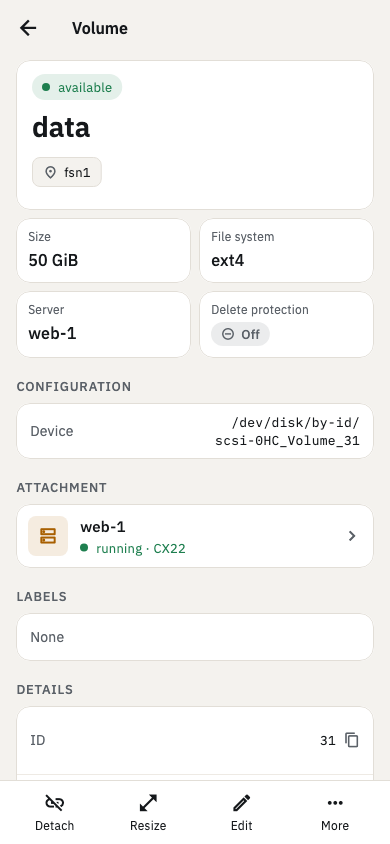 Volume
available
data
fsn1
Size
50 GiB
File system
ext4
Server
web-1
Delete protection
Off
CONFIGURATION
Device
/dev/disk/by-id/
scsi-0HC_Volume_31
ATTACHMENT
web-1
running · CX22
LABELS
None
DETAILS
ID
31
Detach
Resize
Edit
More